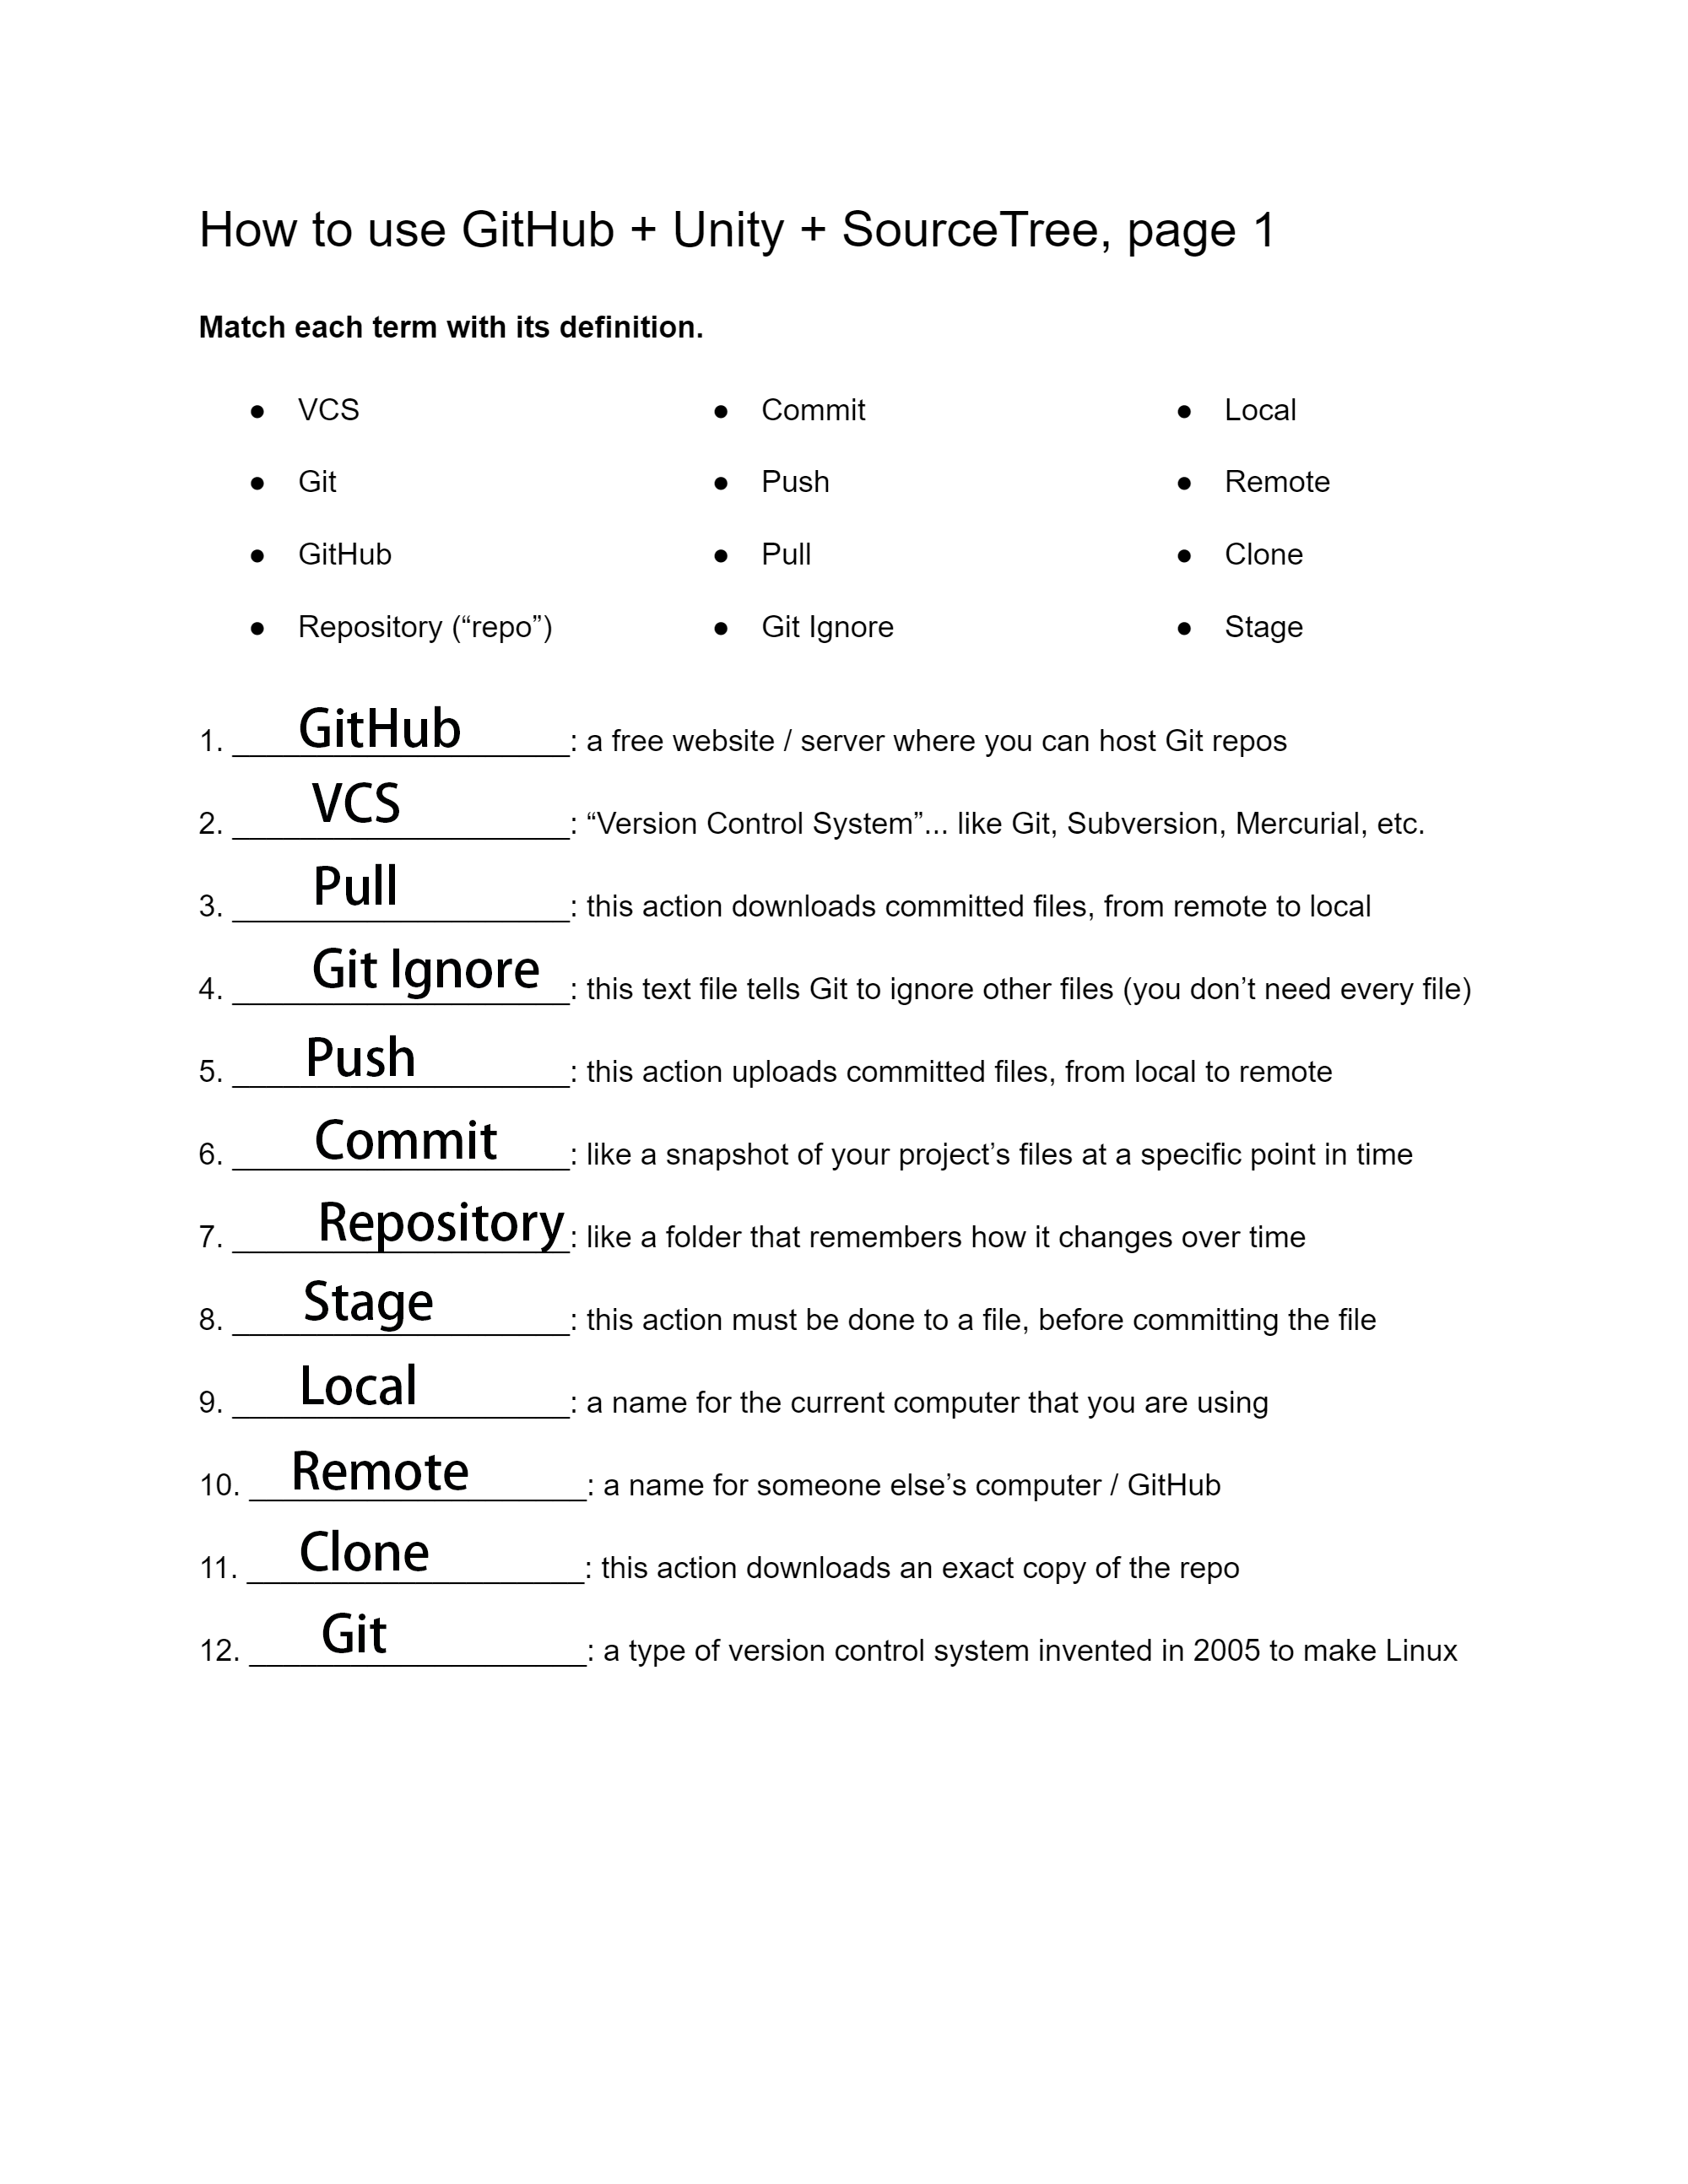 How to use GitHub + Unity + SourceTree, page 1
Match each term with its definition.
● VCS
● Git
● GitHub
● Repository (“repo”)
● Commit
● Push
● Pull
● Git Ignore
● Local
● Remote
● Clone
● Stage
1. GitHub: a free website / server where you can host Git repos
2. VCS: “Version Control System”... like Git, Subversion, Mercurial, etc.
3. Pull: this action downloads committed files, from remote to local
4. Git Ignore: this text file tells Git to ignore other files (you don’t need every file)
5. Push: this action uploads committed files, from local to remote
6. Commit: like a snapshot of your project’s files at a specific point in time
7. Repository: like a folder that remembers how it changes over time
8. Stage: this action must be done to a file, before committing the file
9. Local: a name for the current computer that you are using
10. Remote: a name for someone else’s computer / GitHub
11. Clone: this action downloads an exact copy of the repo
12. Git: a type of version control system invented in 2005 to make Linux